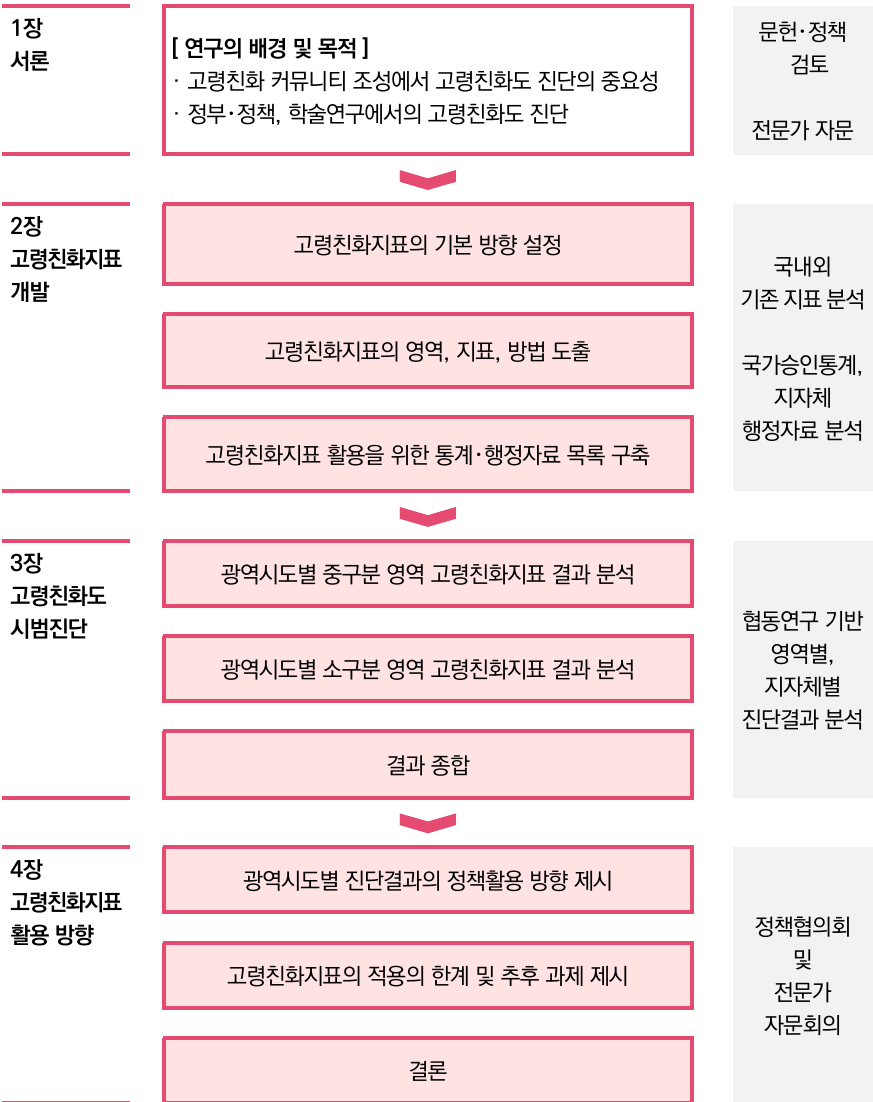 1장
서론
[ 연구의 배경 및 목적 ]
· 고령친화 커뮤니티 조성에서 고령친화도 진단의 중요성
· 정부·정책, 학술연구에서의 고령친화도 진단
문헌·정책
검토
전문가 자문
2장
고령친화지표
개발
고령친화지표의 기본 방향 설정
고령친화지표의 영역, 지표, 방법 도출
고령친화지표 활용을 위한 통계·행정자료 목록 구축
국내외
기존 지표 분석
국가승인통계,
지자체
행정자료 분석
3장
고령친화도
시범진단
광역시도별 중구분 영역 고령친화지표 결과 분석
광역시도별 소구분 영역 고령친화지표 결과 분석
결과 종합
협동연구 기반
영역별,
지자체별
진단결과 분석
4장
고령친화지표
활용 방향
광역시도별 진단결과의 정책활용 방향 제시
고령친화지표의 적용의 한계 및 추후 과제 제시
결론
정책협의회
및
전문가
자문회의